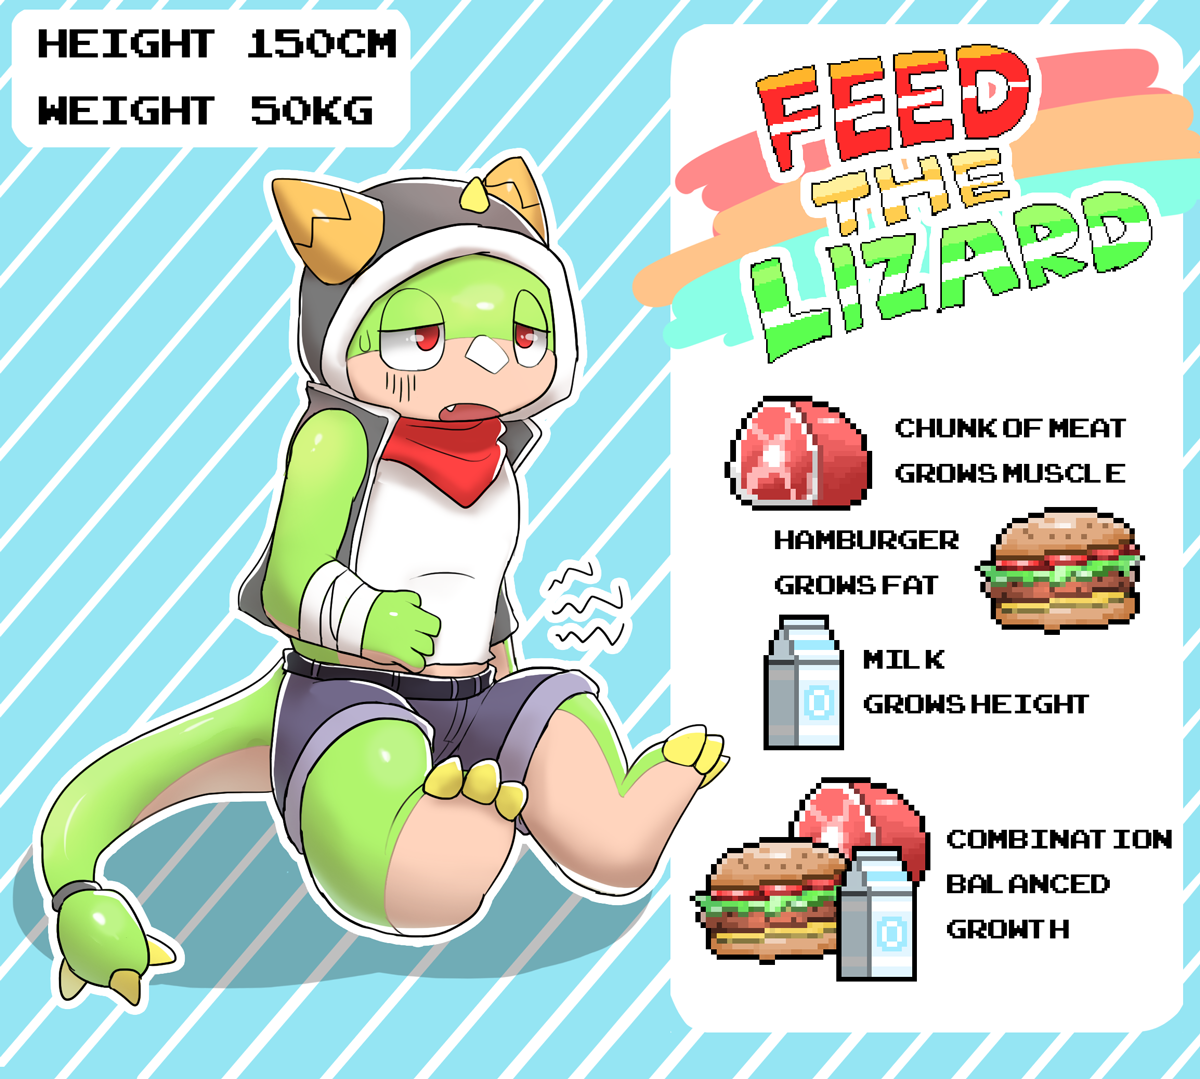 HEIGHT 150CM
WEIGHT 50KG
FEED
THE
LIZARD
CHUNK OF MEAT
GROWS MUSCLE
HAMBURGER
GROWS FAT
MILK
GROWS HEIGHT
COMBINATION
BALANCED
GROWTH